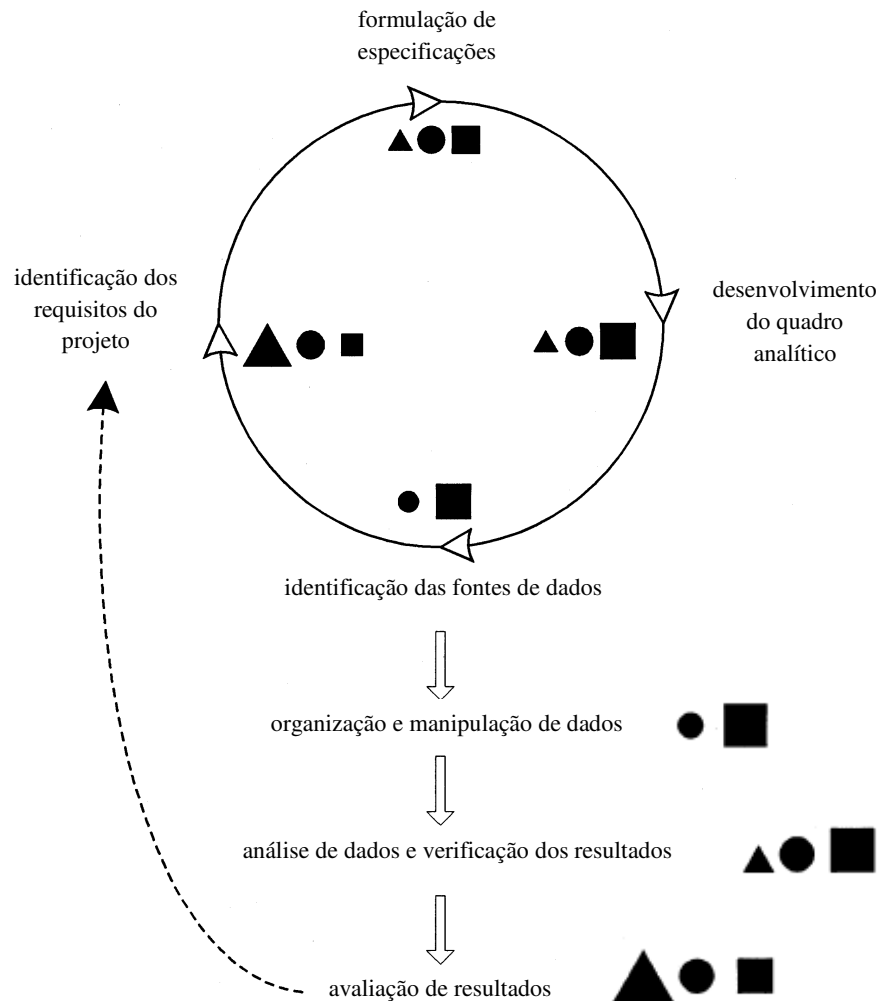 formulação de
especificações
identificação dos
requisitos do
projeto
desenvolvimento
do quadro
analítico
identificação das fontes de dados
organização e manipulação de dados
análise de dados e verificação dos resultados
avaliação de resultados